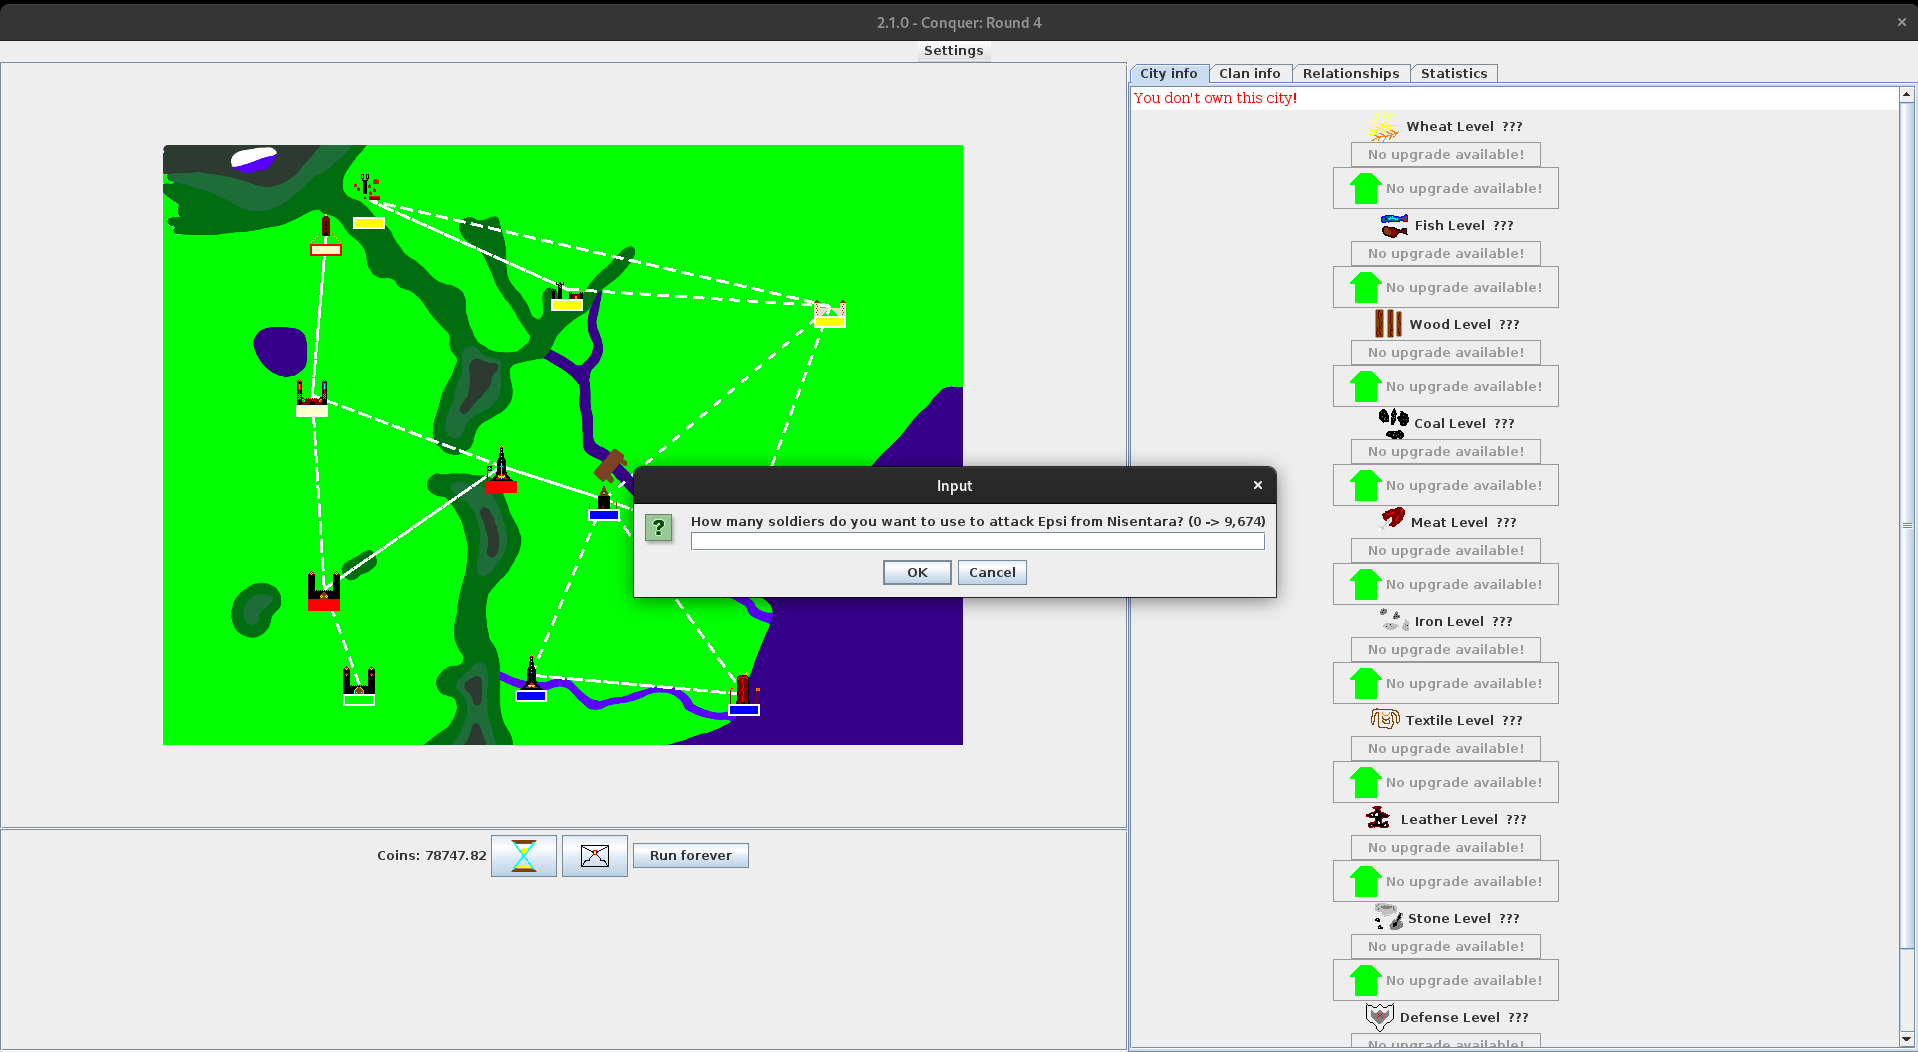 2.1.0 - Conquer: Round 4
×
Settings
City info
Clan info
Relationships
Statistics
You don't own this city!
Wheat Level ???
No upgrade available!
No upgrade available!
Fish Level ???
No upgrade available!
No upgrade available!
Wood Level ???
No upgrade available!
No upgrade available!
Coal Level ???
No upgrade available!
No upgrade available!
Meat Level ???
No upgrade available!
No upgrade available!
Iron Level ???
No upgrade available!
No upgrade available!
Textile Level ???
No upgrade available!
No upgrade available!
Leather Level ???
No upgrade available!
No upgrade available!
Stone Level ???
No upgrade available!
No upgrade available!
Defense Level ???
No upgrade available!
Input
×
?
How many soldiers do you want to use to attack Epsi from Nisentara? (0 -> 9,674)
OK
Cancel
Coins: 78747.82
Run forever